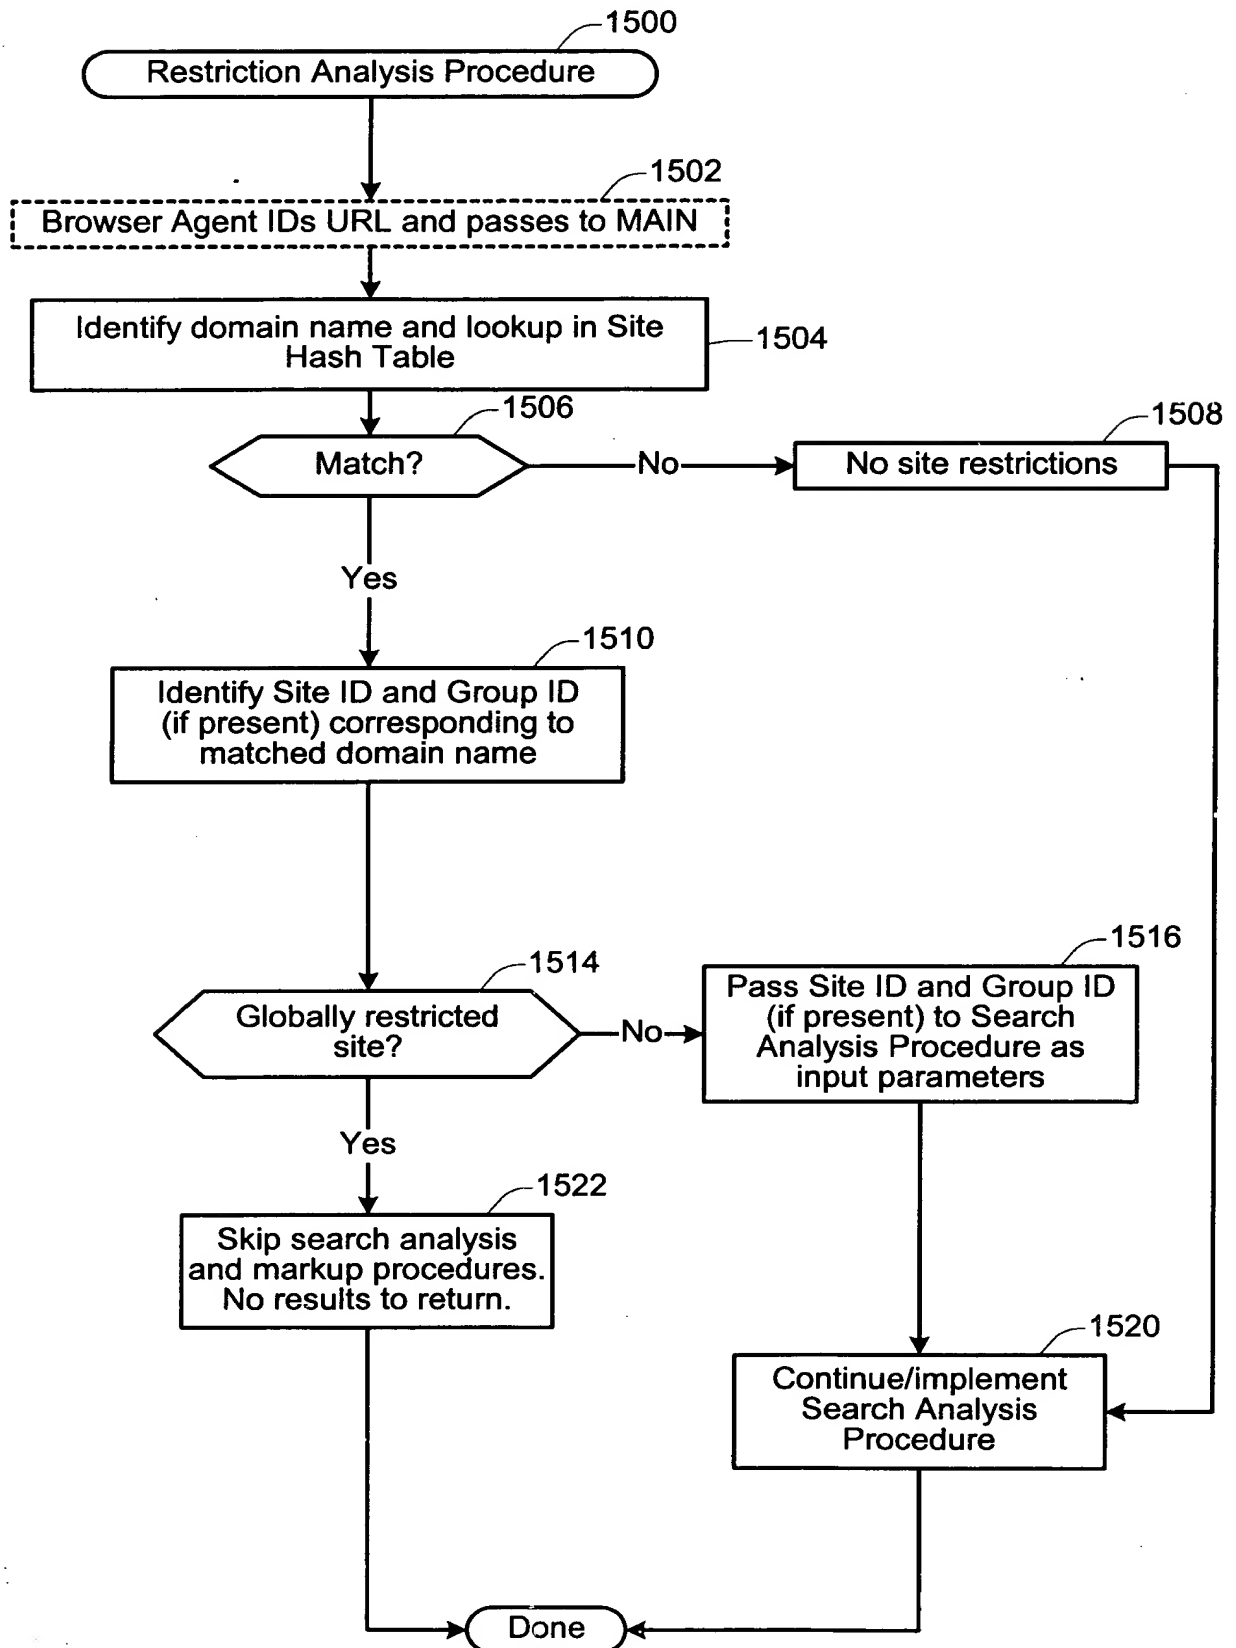 1500
Restriction Analysis Procedure
1502
Browser Agent IDs URL and passes to MAIN
Identify domain name and lookup in Site
Hash Table
1504
1506
Match?
No
1508
No site restrictions
Yes
1510
Identify Site ID and Group ID
(if present) corresponding to
matched domain name
1514
Globally restricted
site?
No
1516
Pass Site ID and Group ID
(if present) to Search
Analysis Procedure as
input parameters
Yes
1522
Skip search analysis
and markup procedures.
No results to return.
1520
Continue/implement
Search Analysis
Procedure
Done